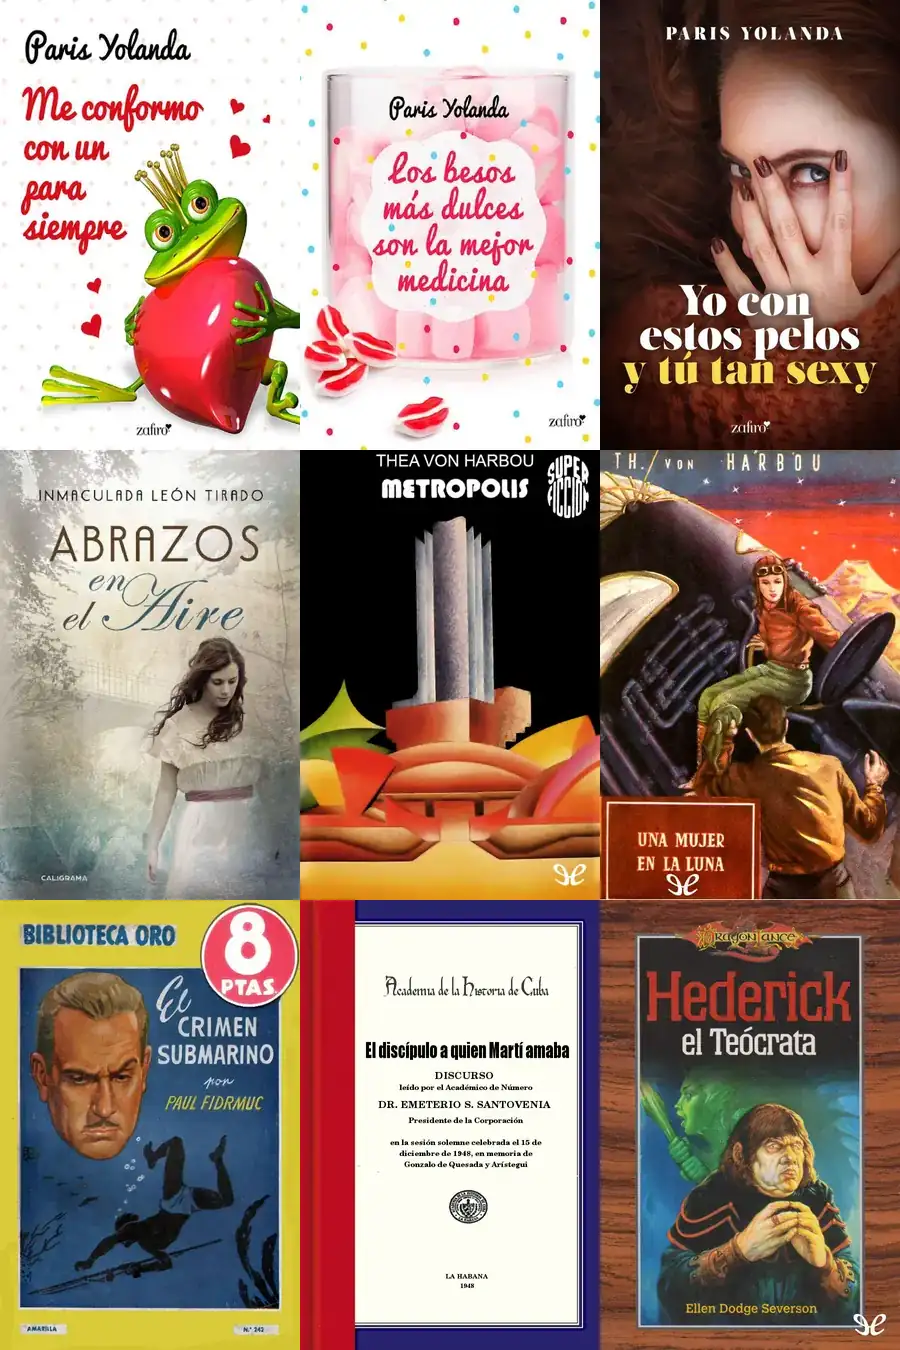 Paris Yolanda
Me conformo
con un
para
siempre
zafiro
Paris Yolanda
Los besos
más dulces
son la mejor
medicina
zafiro
PARIS YOLANDA
Yo con
estos pelos
y tú tan sexy
zafiro
INMACULADA LEÓN TIRADO
ABRAZOS
en
el Aire
CALIGRAMA
THEA VON HARBOU
METROPOLIS
SUPER
FICCION
TH. VON HARBOU
UNA MUJER
EN LA LUNA
BIBLIOTECA ORO
8
PTAS.
El
CRIMEN
SUBMARINO
por
PAUL FIDRMUC
AMARILLA
N.º 242
Academia de la Historia de Cuba
El discípulo a quien Martí amaba
DISCURSO
leído por el Académico de Número
DR. EMETERIO S. SANTOVENIA
Presidente de la Corporación
en la sesión solemne celebrada el 15 de
diciembre de 1948, en memoria de
Gonzalo de Quesada y Arístegui
LA HABANA
1948
DRAGONLANCE
Hederick
el Teócrata
Ellen Dodge Severson